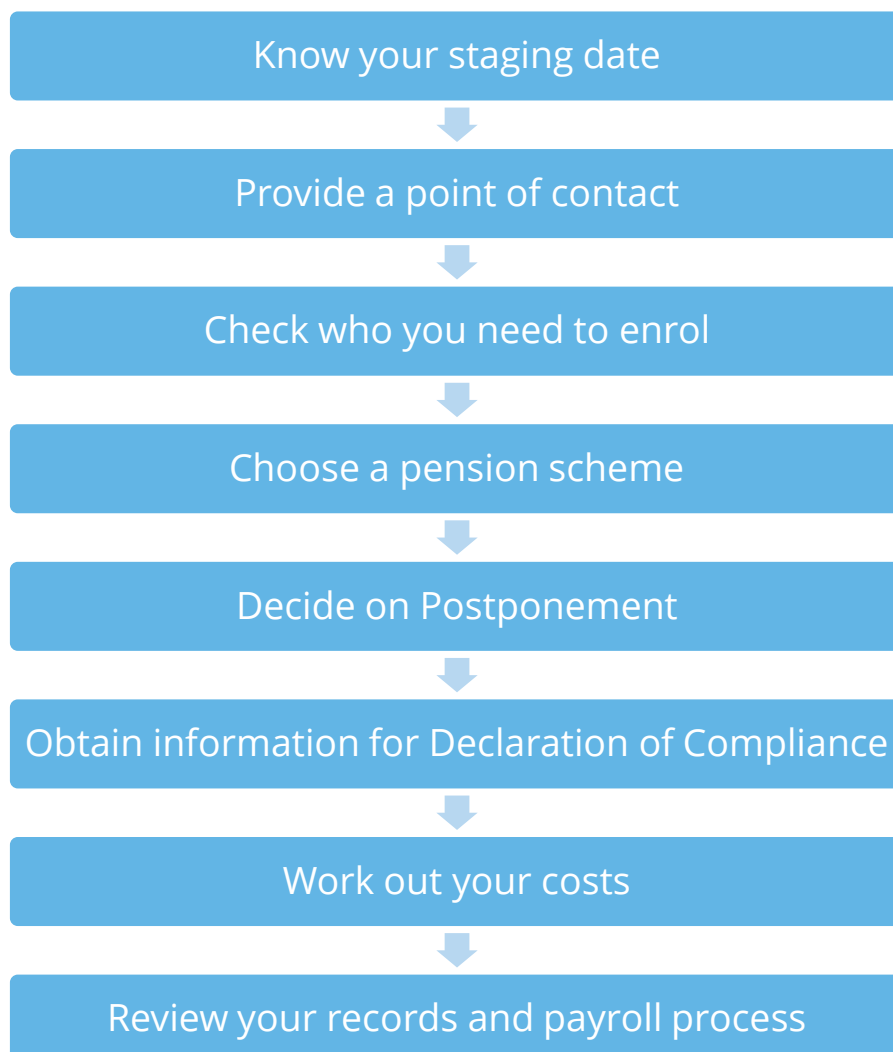 Know your staging date
Provide a point of contact
Check who you need to enrol
Choose a pension scheme
Decide on Postponement
Obtain information for Declaration of Compliance
Work out your costs
Review your records and payroll process